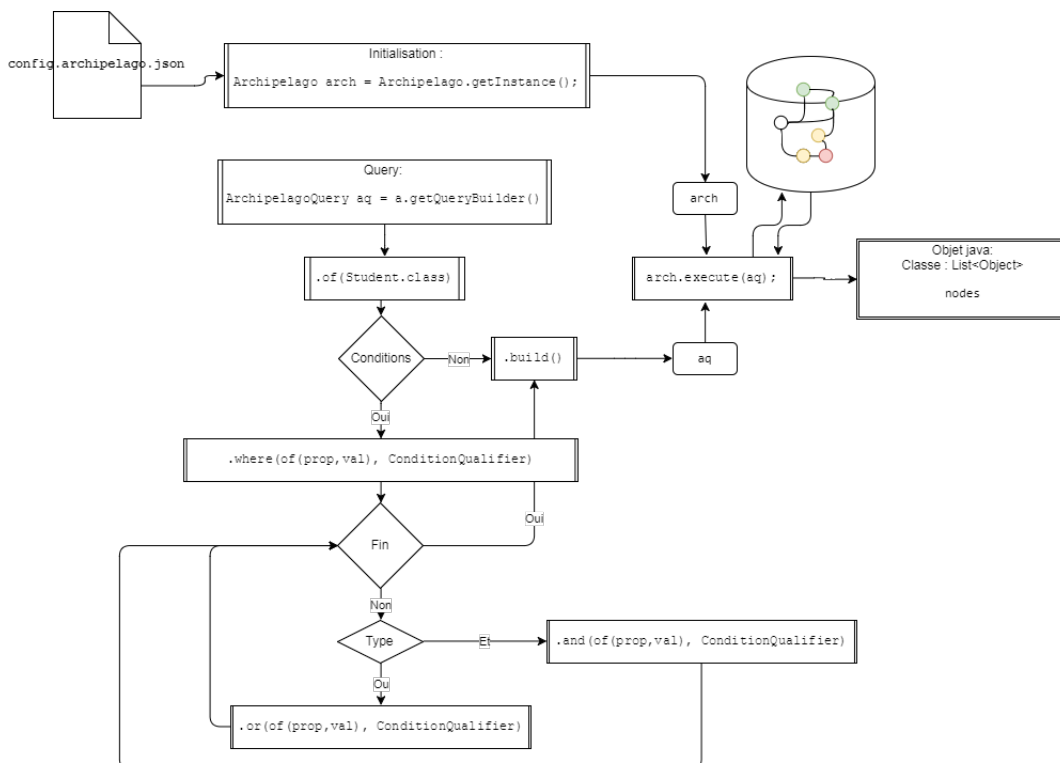 config.archipelago.json
Initialisation :
Archipelago arch = Archipelago.getInstance();
Query:
ArchipelagoQuery aq = a.getQueryBuilder()
arch
.of(Student.class)
arch.execute(aq);
Objet java:
Classe : List<Object>
nodes
Conditions
Non
.build()
aq
Oui
.where(of(prop,val), ConditionQualifier)
Oui
Fin
Non
Type
Et
.and(of(prop,val), ConditionQualifier)
Ou
.or(of(prop,val), ConditionQualifier)